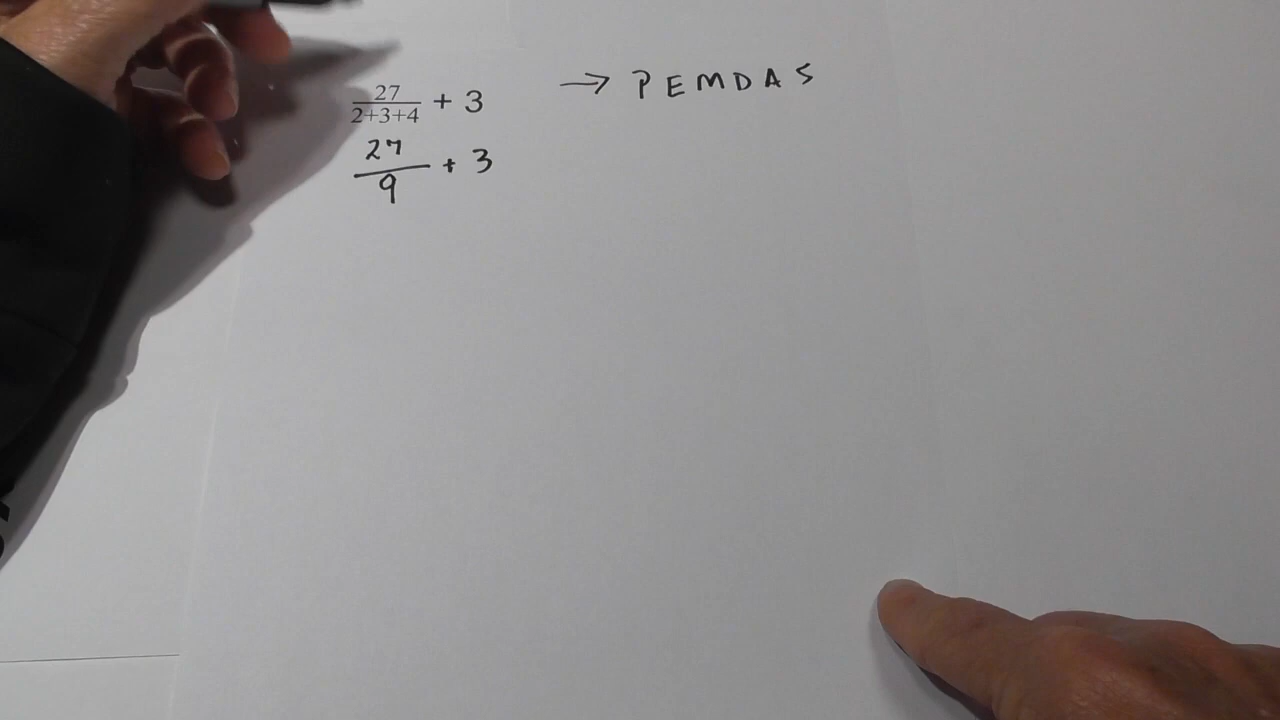 27/(2+3+4) + 3 → PEMDAS
27/9 + 3